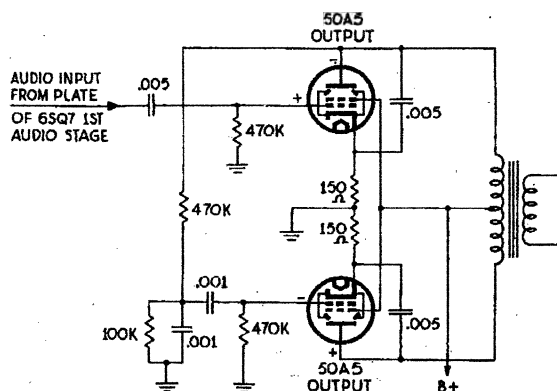 50A5
OUTPUT
AUDIO INPUT
FROM PLATE
OF 6SQ7 1ST
AUDIO STAGE
.005
-
+
.005
470K
150
Ω
470K
150
Ω
.001
-
.005
100K
.001
470K
+
50A5
OUTPUT
B+